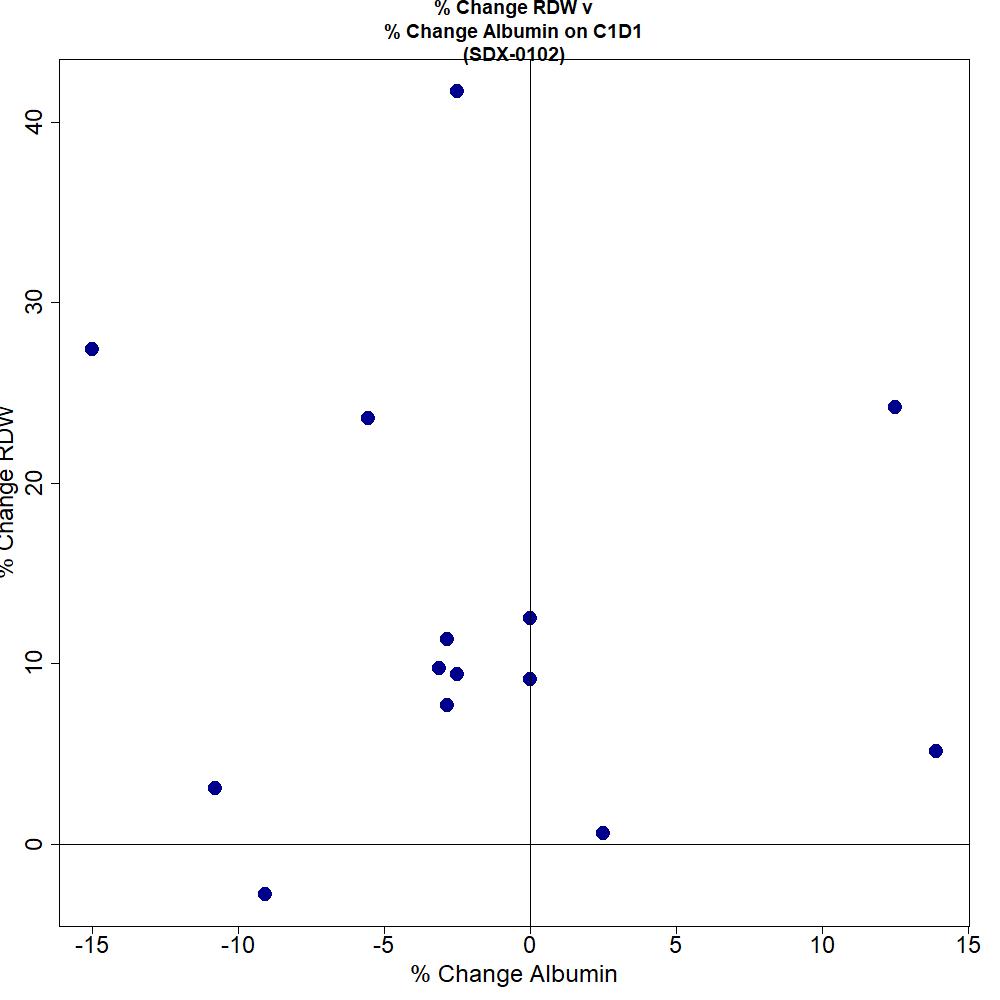 % Change RDW v
% Change Albumin on C1D1
(SDX-0102)
40
30
20
10
0
% Change RDW
-15 -10 -5 0 5 10 15
% Change Albumin